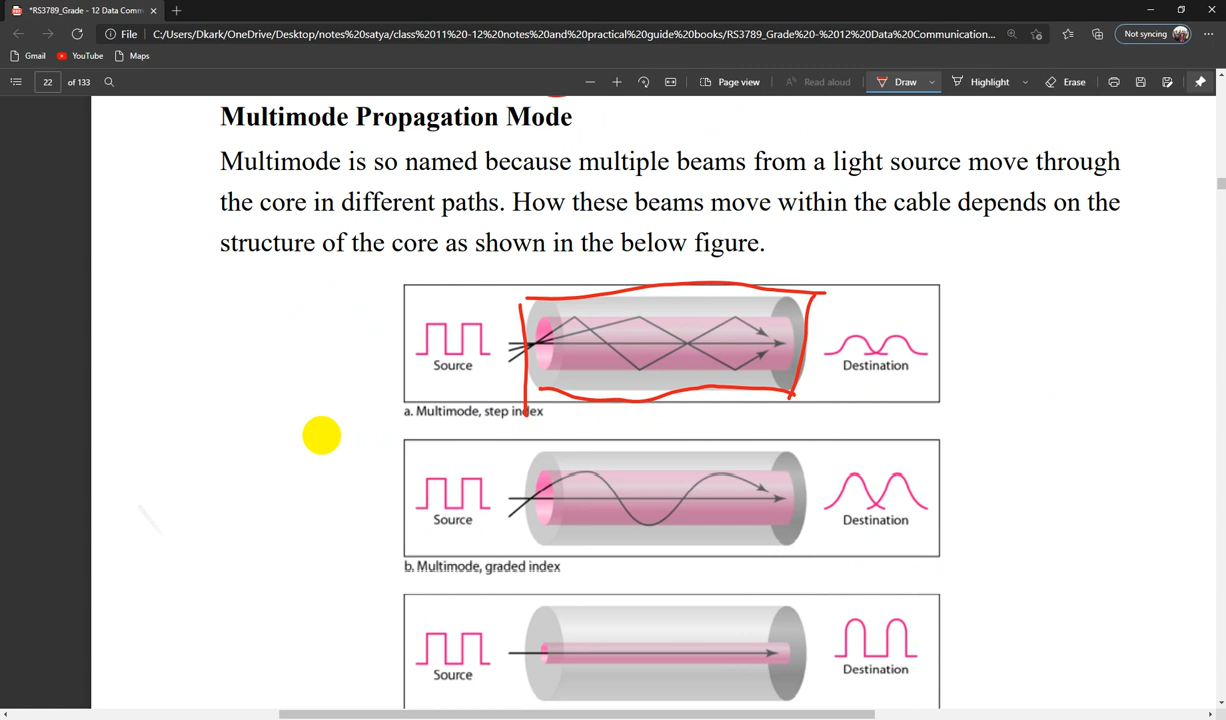 *RS3789_Grade - 12 Data Comm
File
C:/Users/Dkark/OneDrive/Desktop/notes%20satya/class%2011%20-12%20notes%20and%20practical%20guide%20books/RS3789_Grade%20-%2012%20Data%20Communication...
Not syncing
Gmail
YouTube
Maps
22 of 133
Page view
Read aloud
Draw
Highlight
Erase
Multimode Propagation Mode
Multimode is so named because multiple beams from a light source move through
the core in different paths. How these beams move within the cable depends on the
structure of the core as shown in the below figure.
Source
Destination
a. Multimode, step index
Source
Destination
b. Multimode, graded index
Source
Destination